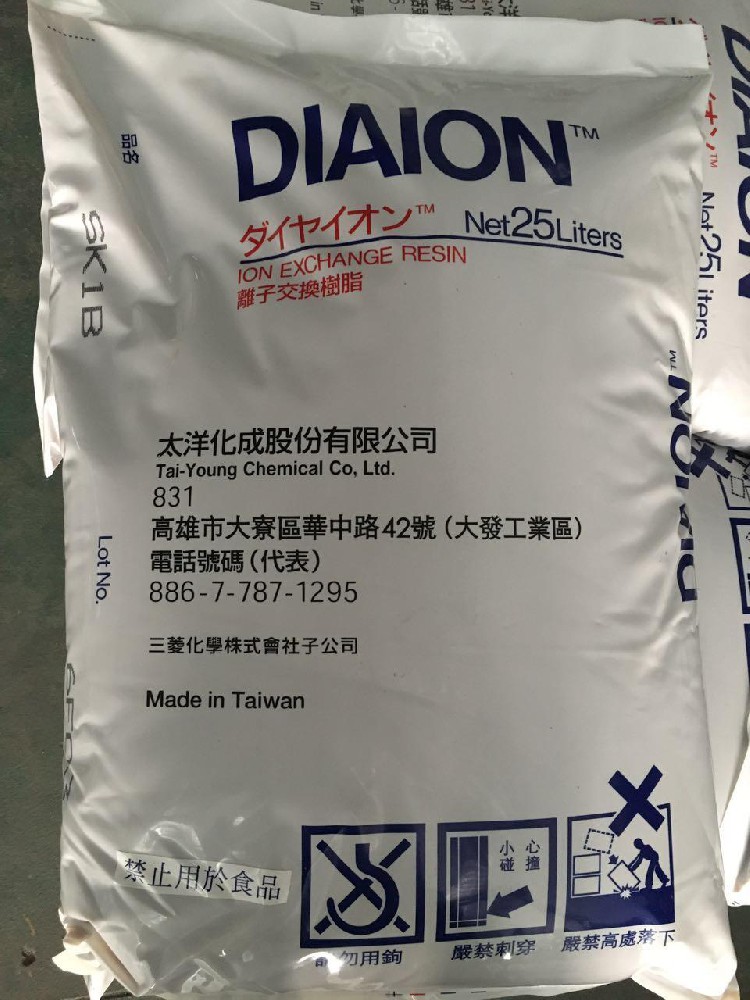 品名
SK1B
DIAION™
ダイヤイオン™ Net25Liters
ION EXCHANGE RESIN
離子交換樹脂
太洋化成股份有限公司
Tai-Young Chemical Co, Ltd.
831
高雄市大寮區華中路42號(大發工業區)
電話號碼(代表)
886-7-787-1295
三菱化學株式會社子公司
Made in Taiwan
Lot No.
禁止用於食品
勿用鉤
小心
碰撞
嚴禁刺穿
嚴禁高處落下
DIAION™
Net25Liters